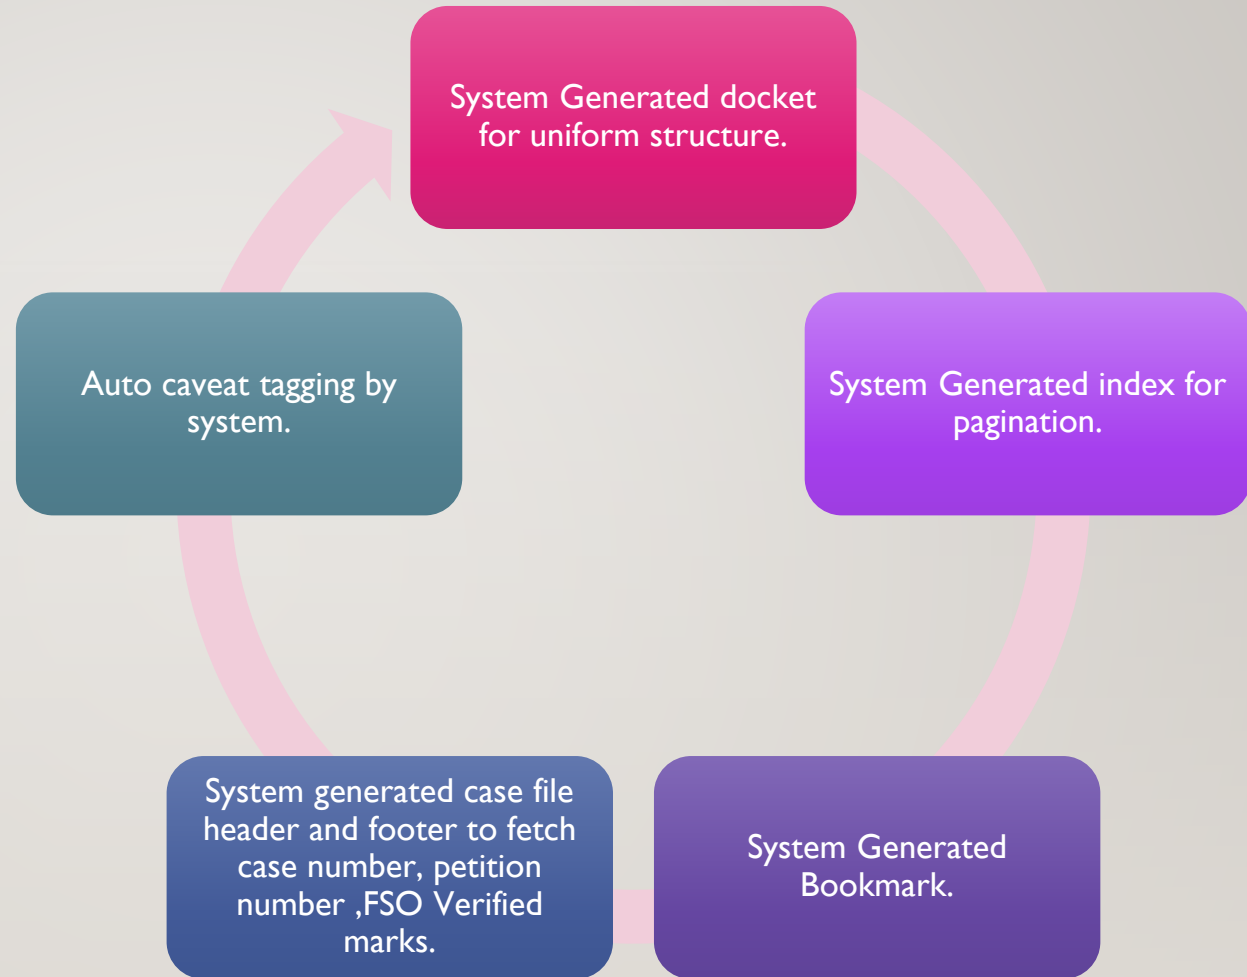 System Generated docket
for uniform structure.
System Generated index for
pagination.
System Generated
Bookmark.
System generated case file
header and footer to fetch
case number, petition
number ,FSO Verified
marks.
Auto caveat tagging by
system.